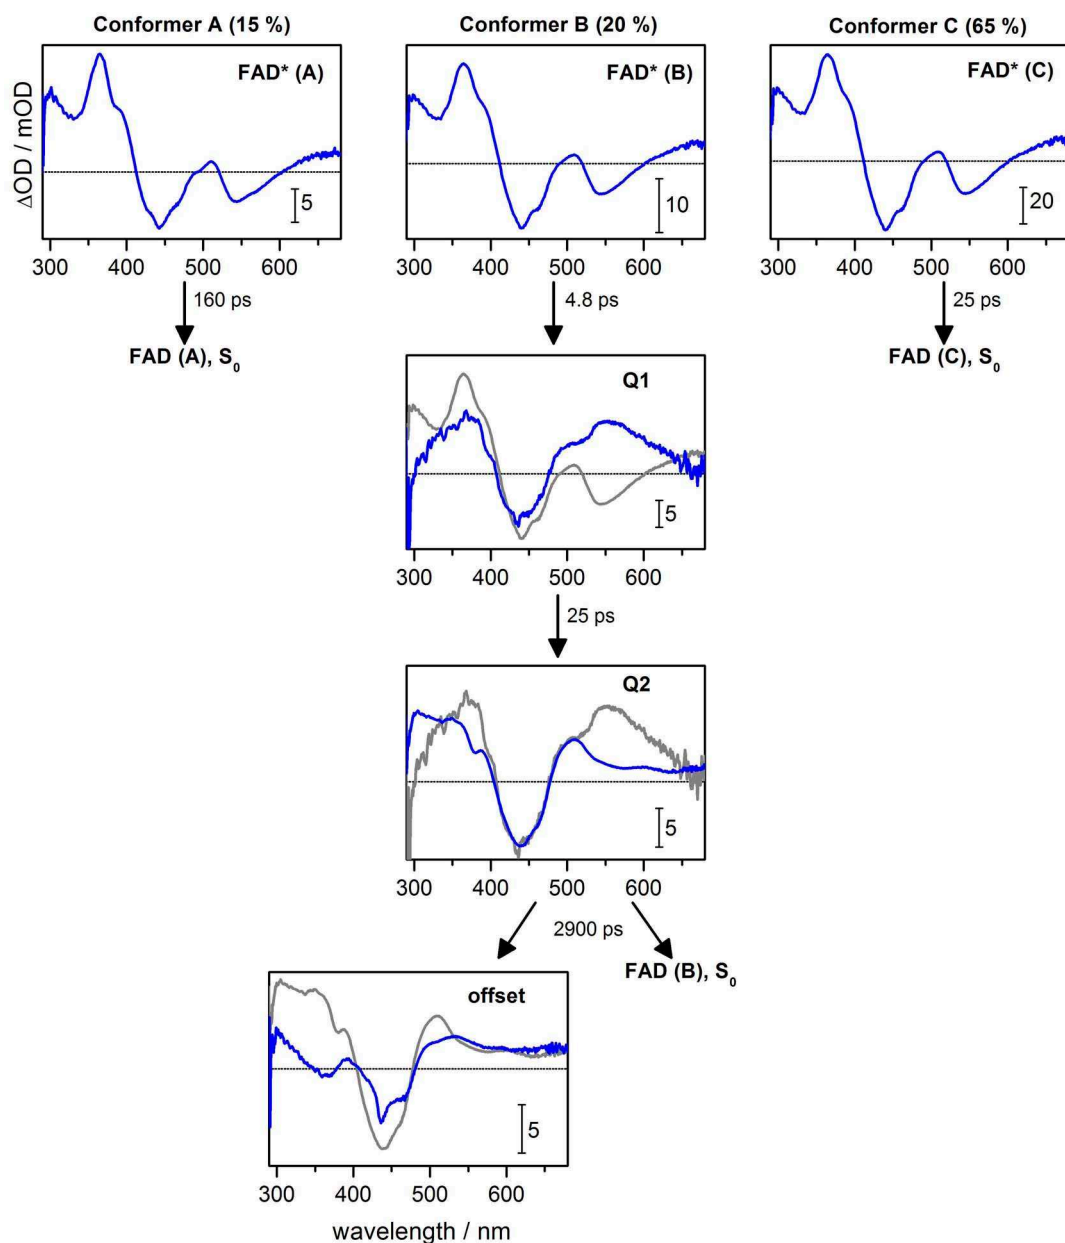 Conformer A (15 %)
Conformer B (20 %)
Conformer C (65 %)
ΔOD / mOD
FAD* (A)
5
FAD* (B)
10
FAD* (C)
20
300 400 500 600
300 400 500 600
300 400 500 600
160 ps
4.8 ps
25 ps
FAD (A), S₀
FAD (C), S₀
Q1
5
300 400 500 600
25 ps
Q2
5
300 400 500 600
2900 ps
FAD (B), S₀
offset
5
300 400 500 600
wavelength / nm